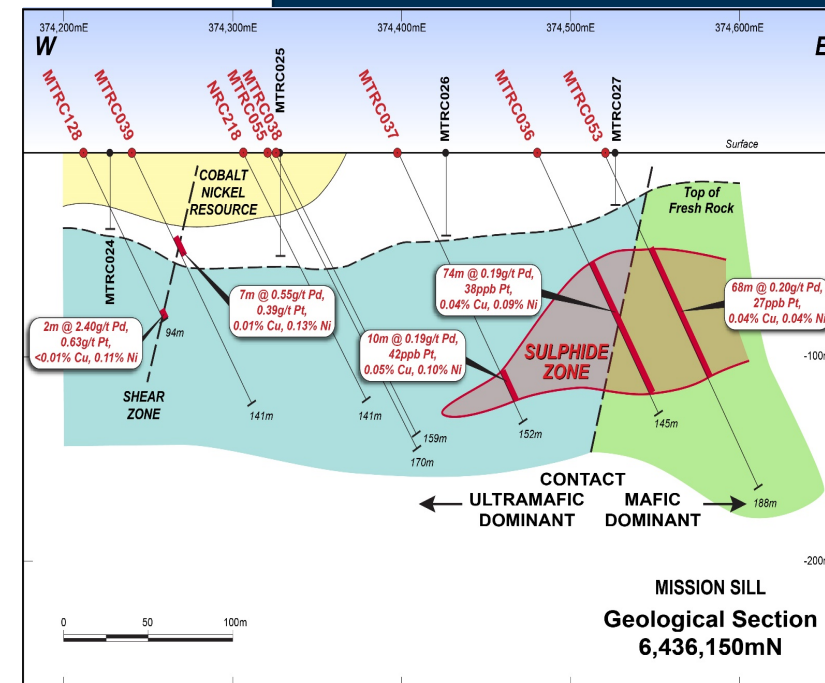 374,200mE
374,300mE
374,400mE
374,500mE
374,600mE
W
E
MTRC128
MTRC039
NRC218
MTRC055
MTRC038
MTRC025
MTRC037
MTRC026
MTRC036
MTRC053
MTRC027
Surface
COBALT
NICKEL
RESOURCE
Top of
Fresh Rock
MTRC024
74m @ 0.19g/t Pd,
38ppb Pt,
0.04% Cu, 0.09% Ni
68m @ 0.20g/t Pd,
27ppb Pt,
0.04% Cu, 0.04% Ni
7m @ 0.55g/t Pd,
0.39g/t Pt,
0.01% Cu, 0.13% Ni
2m @ 2.40g/t Pd,
0.63g/t Pt,
<0.01% Cu, 0.11% Ni
94m
10m @ 0.19g/t Pd,
42ppb Pt,
0.05% Cu, 0.10% Ni
SULPHIDE
ZONE
-100m
SHEAR
ZONE
141m
141m
159m
170m
152m
145m
188m
CONTACT
ULTRAMAFIC
DOMINANT
MAFIC
DOMINANT
-200m
MISSION SILL
Geological Section
6,436,150mN
0
50
100m